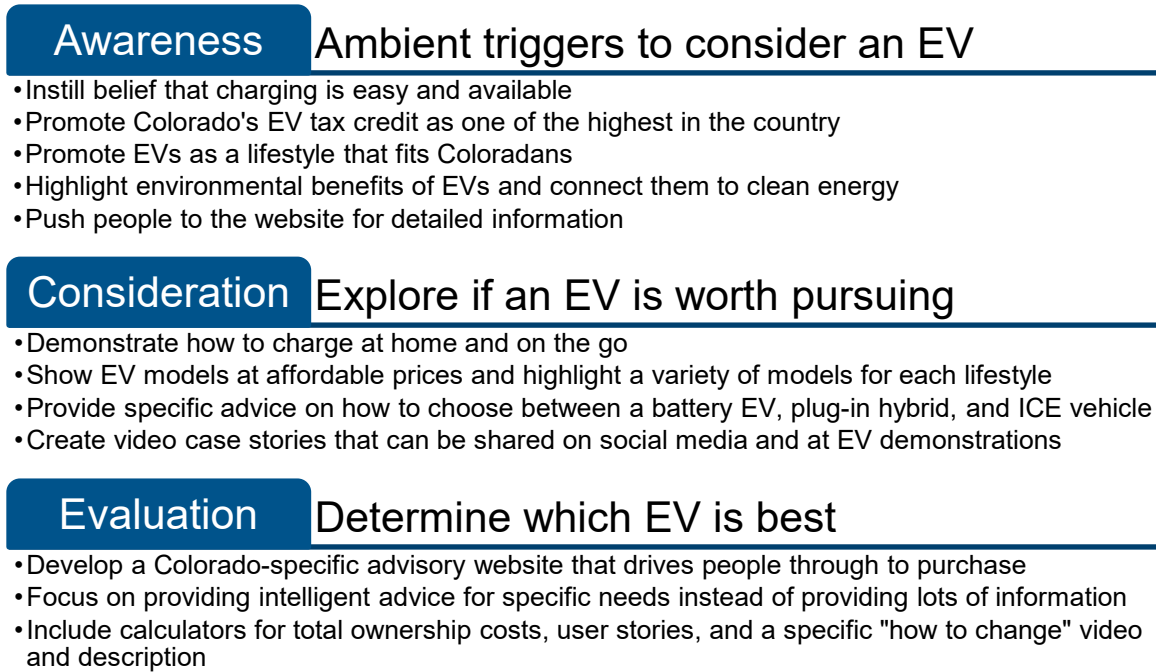 Awareness Ambient triggers to consider an EV
•Instill belief that charging is easy and available
•Promote Colorado's EV tax credit as one of the highest in the country
•Promote EVs as a lifestyle that fits Coloradans
•Highlight environmental benefits of EVs and connect them to clean energy
•Push people to the website for detailed information
Consideration Explore if an EV is worth pursuing
•Demonstrate how to charge at home and on the go
•Show EV models at affordable prices and highlight a variety of models for each lifestyle
•Provide specific advice on how to choose between a battery EV, plug-in hybrid, and ICE vehicle
•Create video case stories that can be shared on social media and at EV demonstrations
Evaluation Determine which EV is best
•Develop a Colorado-specific advisory website that drives people through to purchase
•Focus on providing intelligent advice for specific needs instead of providing lots of information
•Include calculators for total ownership costs, user stories, and a specific "how to change" video
and description